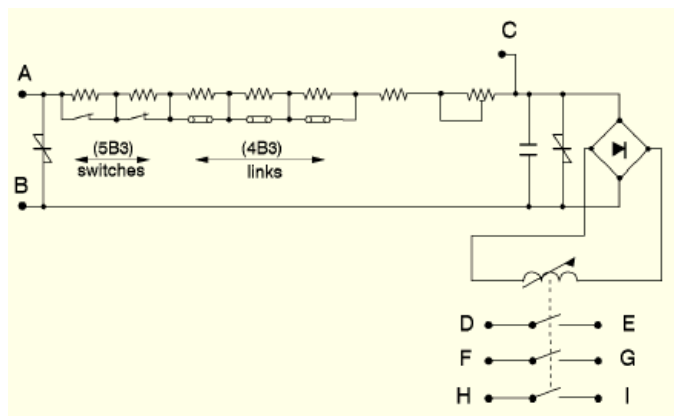 C
A
(5B3)
switches
(4B3)
links
B
D E
F G
H I